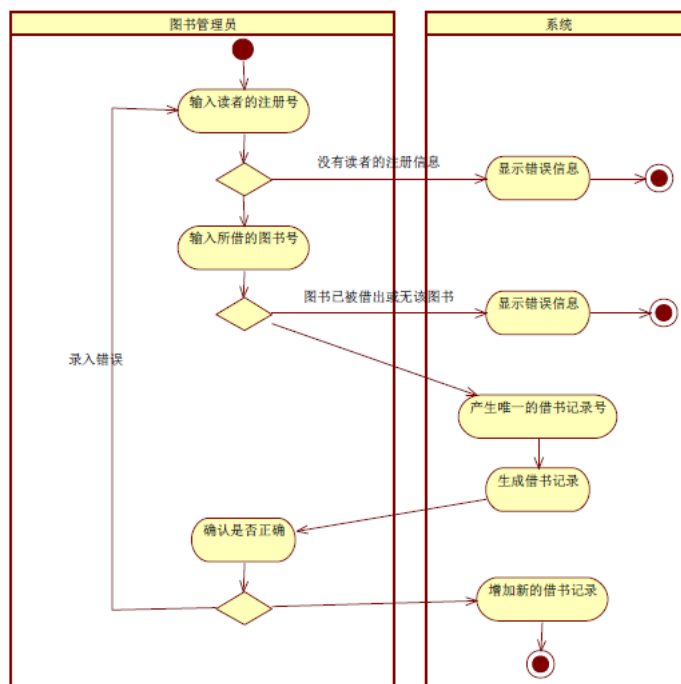 图书管理员
系统
输入读者的注册号
没有读者的注册信息
显示错误信息
输入所借的图书号
图书已被借出或无该图书
显示错误信息
录入错误
产生唯一的借书记录号
生成借书记录
确认是否正确
增加新的借书记录